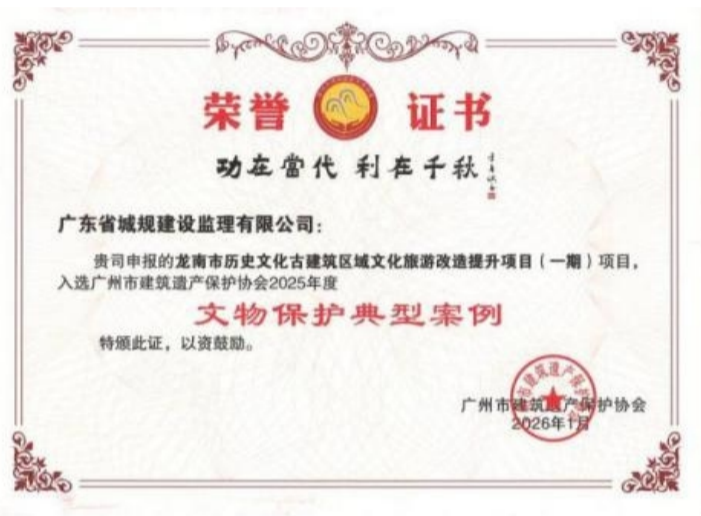 荣誉证书
功在當代 利在千秋
广东省城规建设监理有限公司：
贵司申报的龙南市历史文化古建筑区域文化旅游改造提升项目（一期）项目，
入选广州市建筑遗产保护协会2025年度
文物保护典型案例
特颁此证，以资鼓励。
广州市建筑遗产保护协会
2026年1月